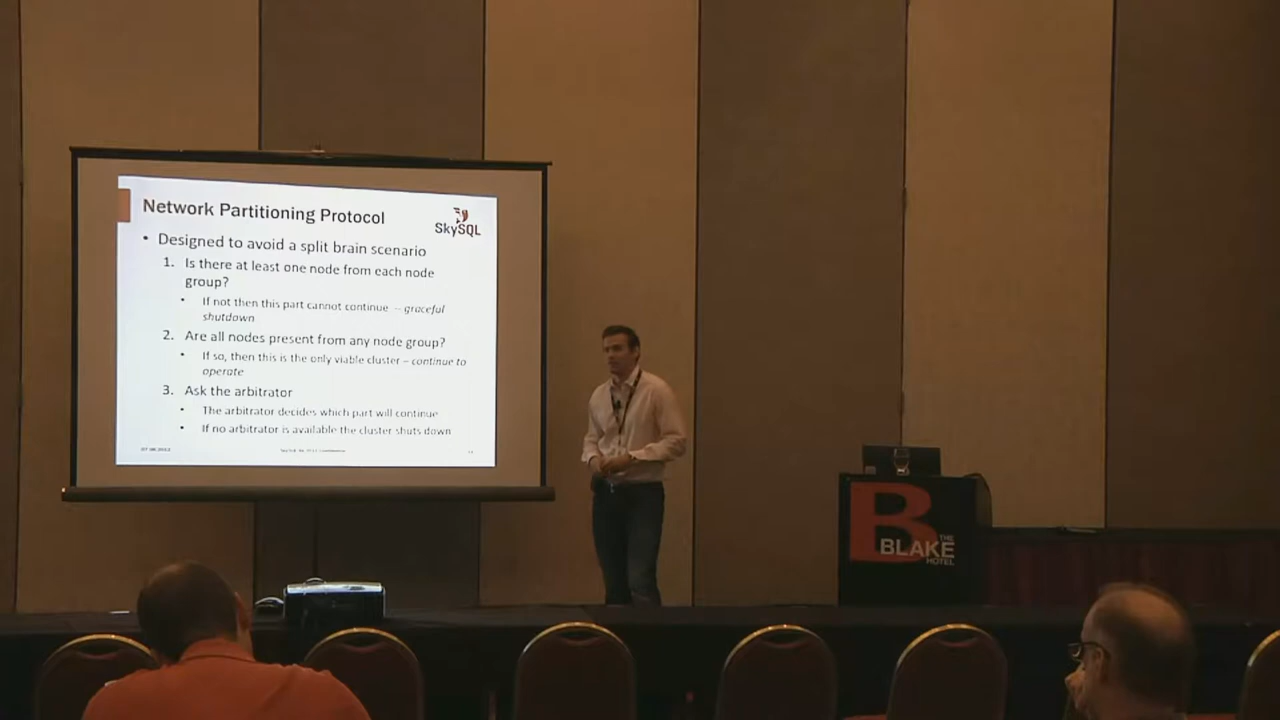 Network Partitioning Protocol
SkySQL
• Designed to avoid a split brain scenario
1. Is there at least one node from each node
group?
• If not then this part cannot continue – graceful
shutdown
2. Are all nodes present from any node group?
• If so, then this is the only viable cluster – continue to
operate
3. Ask the arbitrator
• The arbitrator decides which part will continue
• If no arbitrator is available the cluster shuts down
B
THE
BLAKE
HOTEL